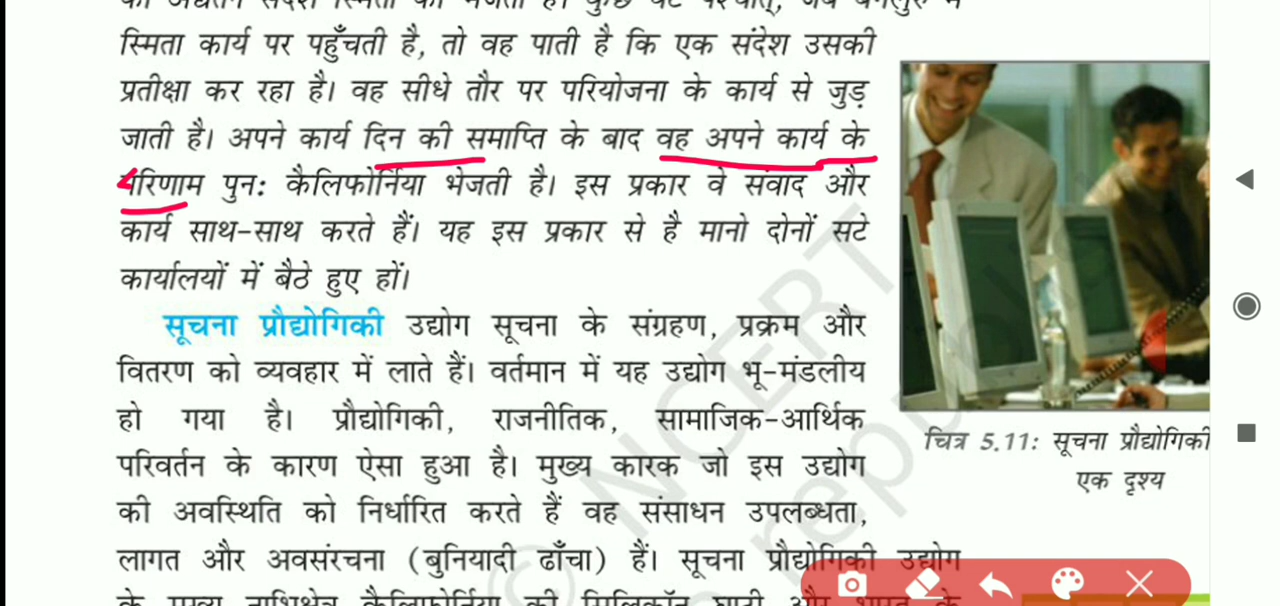 स्मिता कार्य पर पहुँचती है, तो वह पाती है कि एक संदेश उसकी
प्रतीक्षा कर रहा है। वह सीधे तौर पर परियोजना के कार्य से जुड़
जाती है। अपने कार्य दिन की समाप्ति के बाद वह अपने कार्य के
परिणाम पुन: कैलिफोर्निया भेजती है। इस प्रकार वे संवाद और
कार्य साथ-साथ करते हैं। यह इस प्रकार से है मानो दोनों सटे
कार्यालयों में बैठे हुए हों।
सूचना प्रौद्योगिकी उद्योग सूचना के संग्रहण, प्रक्रम और
वितरण को व्यवहार में लाते हैं। वर्तमान में यह उद्योग भू-मंडलीय
हो गया है। प्रौद्योगिकी, राजनीतिक, सामाजिक-आर्थिक
परिवर्तन के कारण ऐसा हुआ है। मुख्य कारक जो इस उद्योग
की अवस्थिति को निर्धारित करते हैं वह संसाधन उपलब्धता,
लागत और अवसंरचना (बुनियादी ढाँचा) हैं। सूचना प्रौद्योगिकी उद्योग
चित्र 5.11: सूचना प्रौद्योगिकी
एक दृश्य
© NCERT